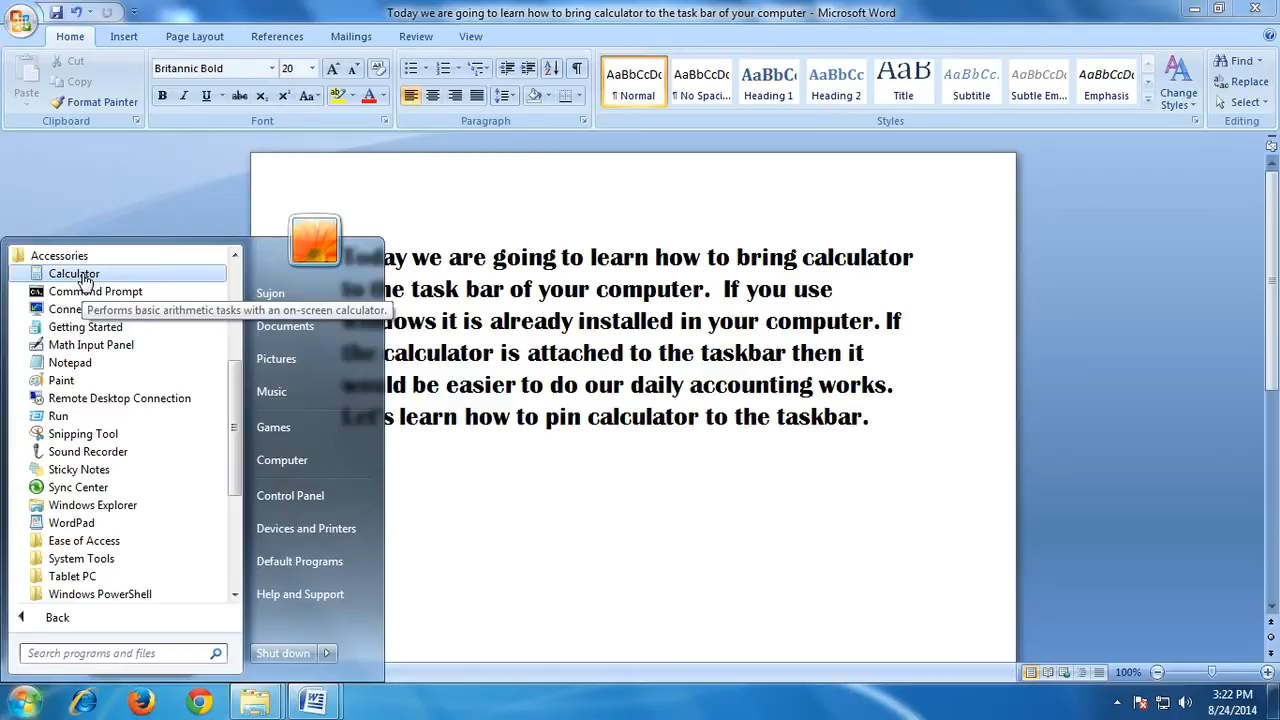 Today we are going to learn how to bring calculator to the task bar of your computer - Microsoft Word
Home Insert Page Layout References Mailings Review View
Cut
Copy
Format Painter
Paste
Clipboard
Britannic Bold 20
Font
Paragraph
AaBbCcDc AaBbCcDc AaBbC AaBbCc AaB AaBbCc. AaBbCcDc AaBbCcDc
¶ Normal ¶ No Spaci... Heading 1 Heading 2 Title Subtitle Subtle Em... Emphasis
Change Styles
Styles
Find
Replace
Select
Editing
Today we are going to learn how to bring calculator
to the task bar of your computer. If you use
windows it is already installed in your computer. If
the calculator is attached to the taskbar then it
would be easier to do our daily accounting works.
Let's learn how to pin calculator to the taskbar.
Accessories
Calculator
Command Prompt
Conne
Performs basic arithmetic tasks with an on-screen calculator.
Getting Started
Math Input Panel
Notepad
Paint
Remote Desktop Connection
Run
Snipping Tool
Sound Recorder
Sticky Notes
Sync Center
Windows Explorer
WordPad
Ease of Access
System Tools
Tablet PC
Windows PowerShell
Back
Search programs and files
Sujon
Documents
Pictures
Music
Games
Computer
Control Panel
Devices and Printers
Default Programs
Help and Support
Shut down
100%
3:22 PM
8/24/2014